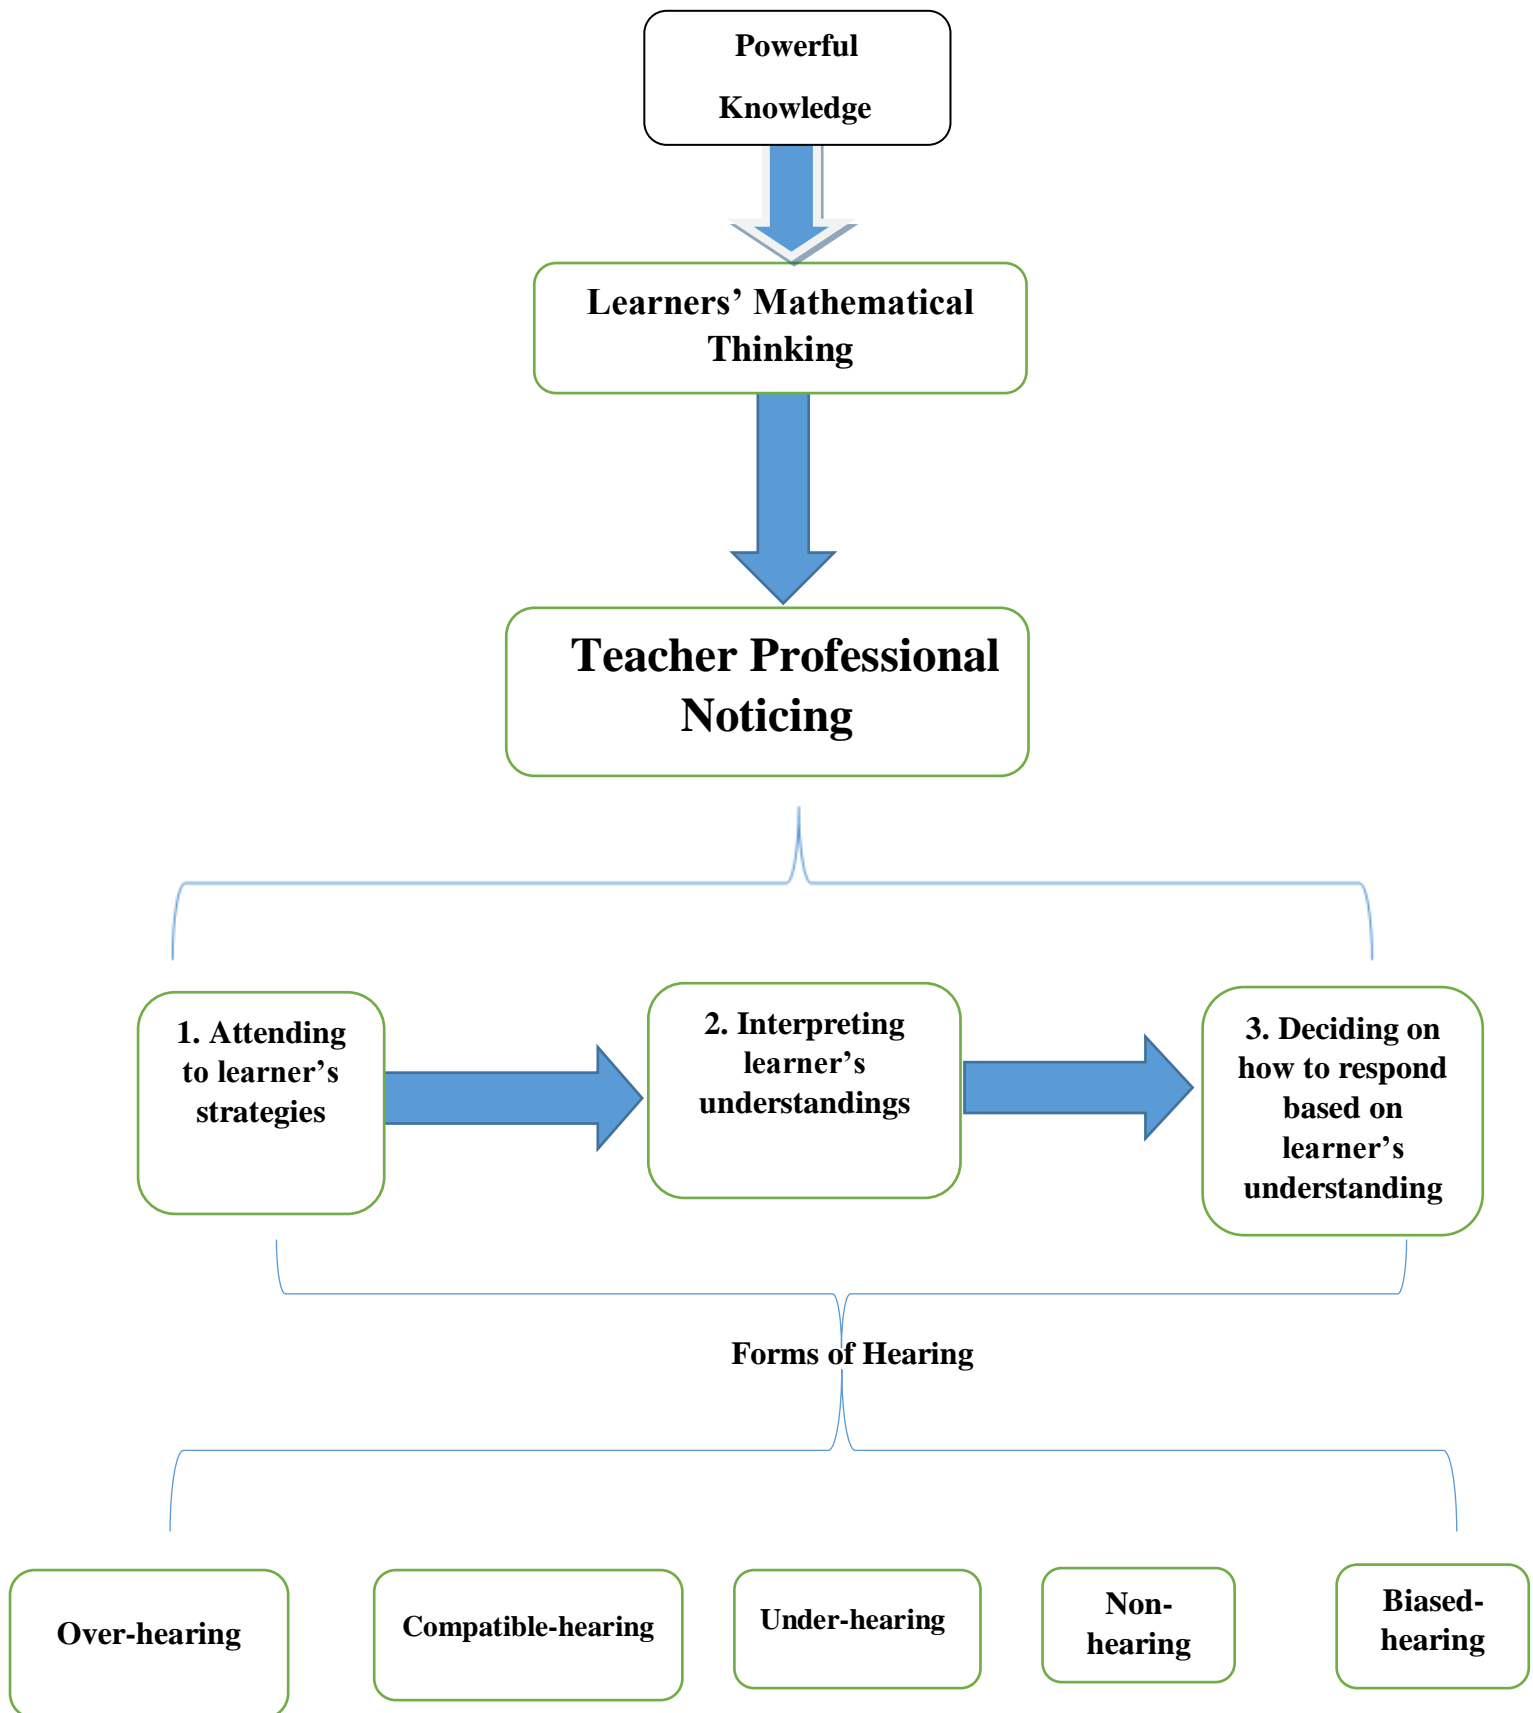 Powerful
Knowledge
Learners’ Mathematical
Thinking
Teacher Professional
Noticing
1. Attending
to learner’s
strategies
2. Interpreting
learner’s
understandings
3. Deciding on
how to respond
based on
learner’s
understanding
Forms of Hearing
Over-hearing
Compatible-hearing
Under-hearing
Non-
hearing
Biased-
hearing